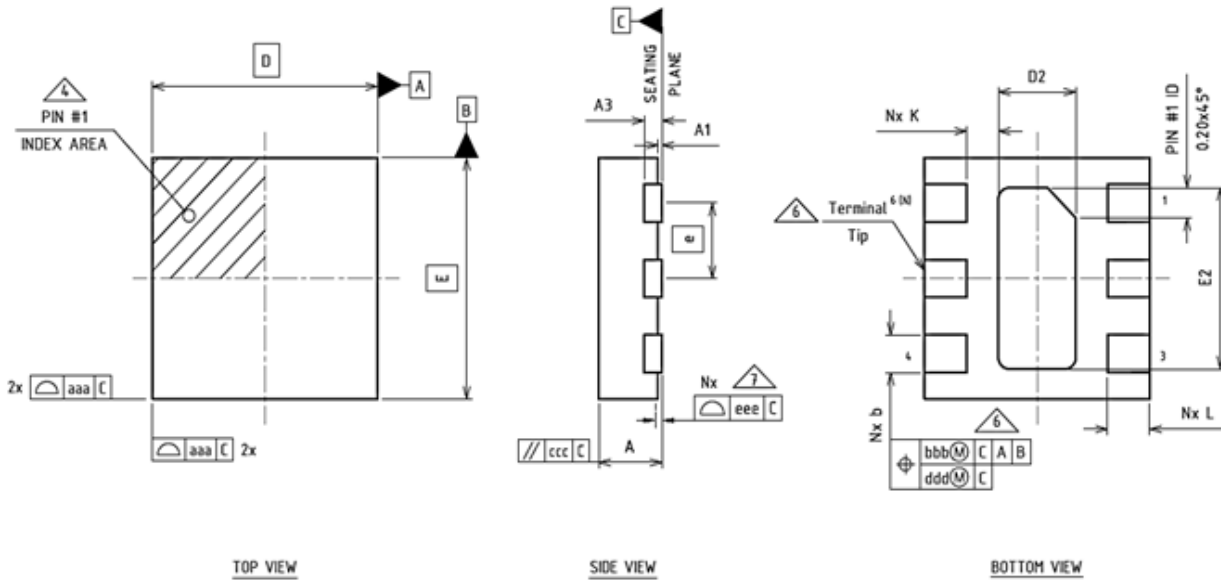 D
A
4
PIN #1
INDEX AREA
B
E
2x aaa C
aaa C 2x
TOP VIEW
C
SEATING
PLANE
A3
A1
e
Nx 7
eee C
A
// ccc C
SIDE VIEW
D2
Nx K
PIN #1 ID
0.20x45°
6
Terminal 6 (N)
Tip
1
E2
4
3
Nx b
Nx L
6
bbb Ⓜ C A B
ddd Ⓜ C
BOTTOM VIEW